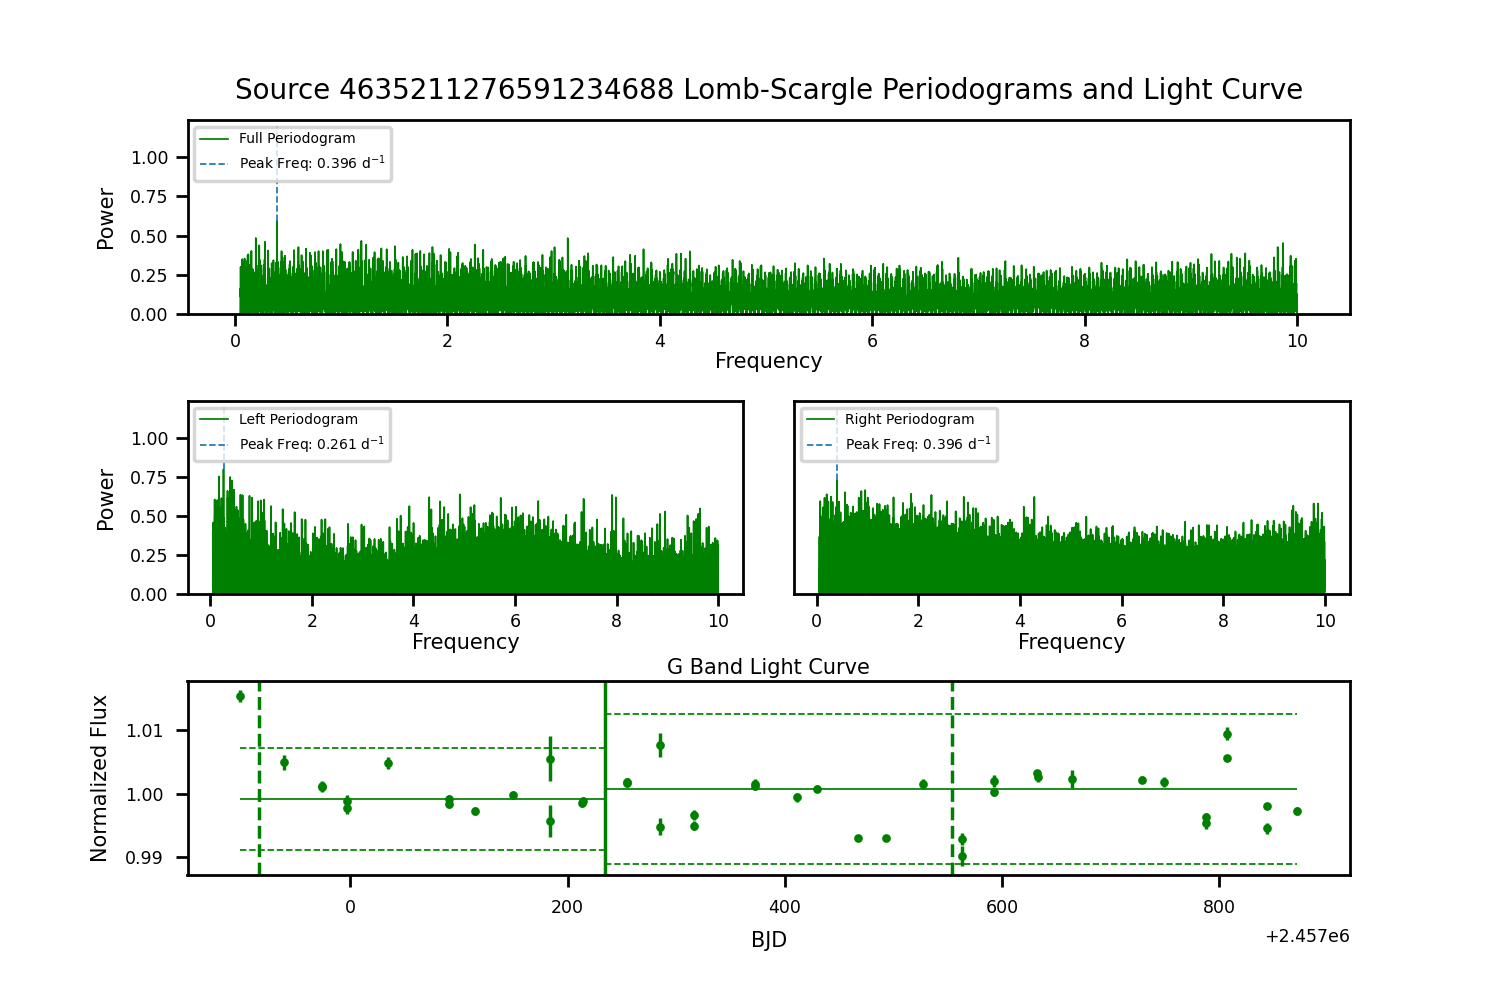 Source 4635211276591234688 Lomb-Scargle Periodograms and Light Curve
Full Periodogram
Peak Freq: 0.396 d⁻¹
Power
1.00
0.75
0.50
0.25
0.00
0 2 4 6 8 10
Frequency
Left Periodogram
Peak Freq: 0.261 d⁻¹
Power
1.00
0.75
0.50
0.25
0.00
0 2 4 6 8 10
Frequency
Right Periodogram
Peak Freq: 0.396 d⁻¹
0 2 4 6 8 10
Frequency
G Band Light Curve
Normalized Flux
1.01
1.00
0.99
0 200 400 600 800
BJD
+2.457e6